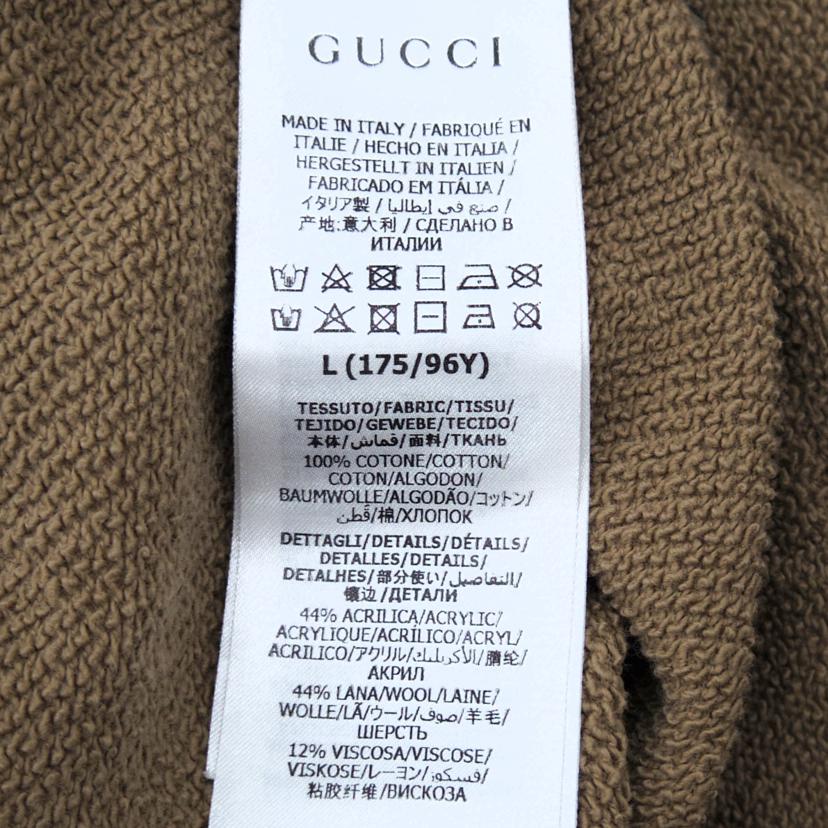 GUCCI
MADE IN ITALY / FABRIQUÉ EN
ITALIE / HECHO EN ITALIA /
HERGESTELLT IN ITALIEN /
FABRICADO EM ITÁLIA /
イタリア製 / صنع في إيطاليا /
产地:意大利 / СДЕЛАНО В
ИТАЛИИ
L (175/96Y)
TESSUTO/FABRIC/TISSU/
TEJIDO/GEWEBE/TECIDO/
本体/قماش/面料/ТКАНЬ
100% COTONE/COTTON/
COTON/ALGODON/
BAUMWOLLE/ALGODÃO/コットン/
قطن/棉/ХЛОПОК
DETTAGLI/DETAILS/DÉTAILS/
DETALLES/DETAILS/
DETALHES/部分使い/التفاصيل/
镶边/ДЕТАЛИ
44% ACRILICA/ACRYLIC/
ACRYLIQUE/ACRÍLICO/ACRYL/
ACRILICO/アクリル/الأكريليك/腈纶/
АКРИЛ
44% LANA/WOOL/LAINE/
WOLLE/LÃ/ウール/صوف/羊毛/
ШЕРСТЬ
12% VISCOSA/VISCOSE/
VISKOSE/レーヨン/فسكوز/
粘胶纤维/ВИСКОЗА